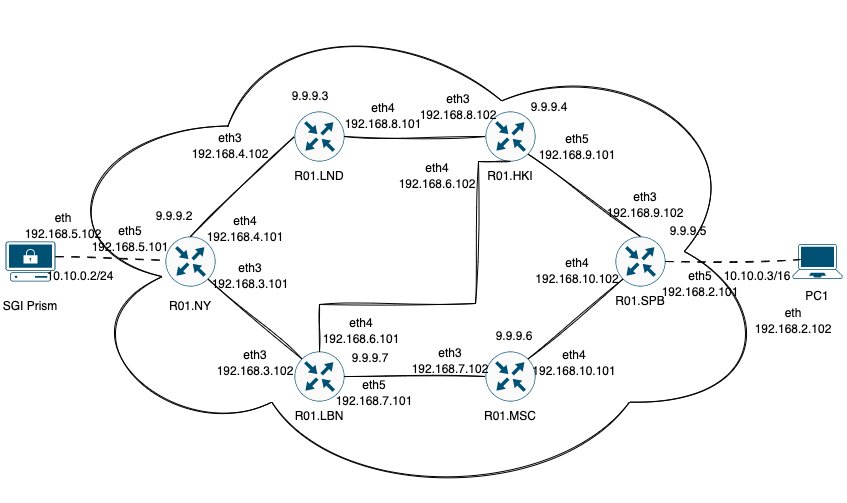 9.9.9.3
eth4
192.168.8.101
eth3
192.168.8.102
9.9.9.4
eth3
192.168.4.102
R01.LND
eth4
192.168.6.102
R01.HKI
eth5
192.168.9.101
eth
192.168.5.102
eth5
192.168.5.101
9.9.9.2
eth4
192.168.4.101
eth3
192.168.9.102
9.9.9.5
10.10.0.2/24
SGI Prism
R01.NY
eth3
192.168.3.101
eth4
192.168.10.102
R01.SPB
eth5
192.168.2.101
10.10.0.3/16
PC1
eth
192.168.2.102
eth4
192.168.6.101
9.9.9.7
eth3
192.168.3.102
R01.LBN
eth5
192.168.7.101
eth3
192.168.7.102
9.9.9.6
eth4
192.168.10.101
R01.MSC